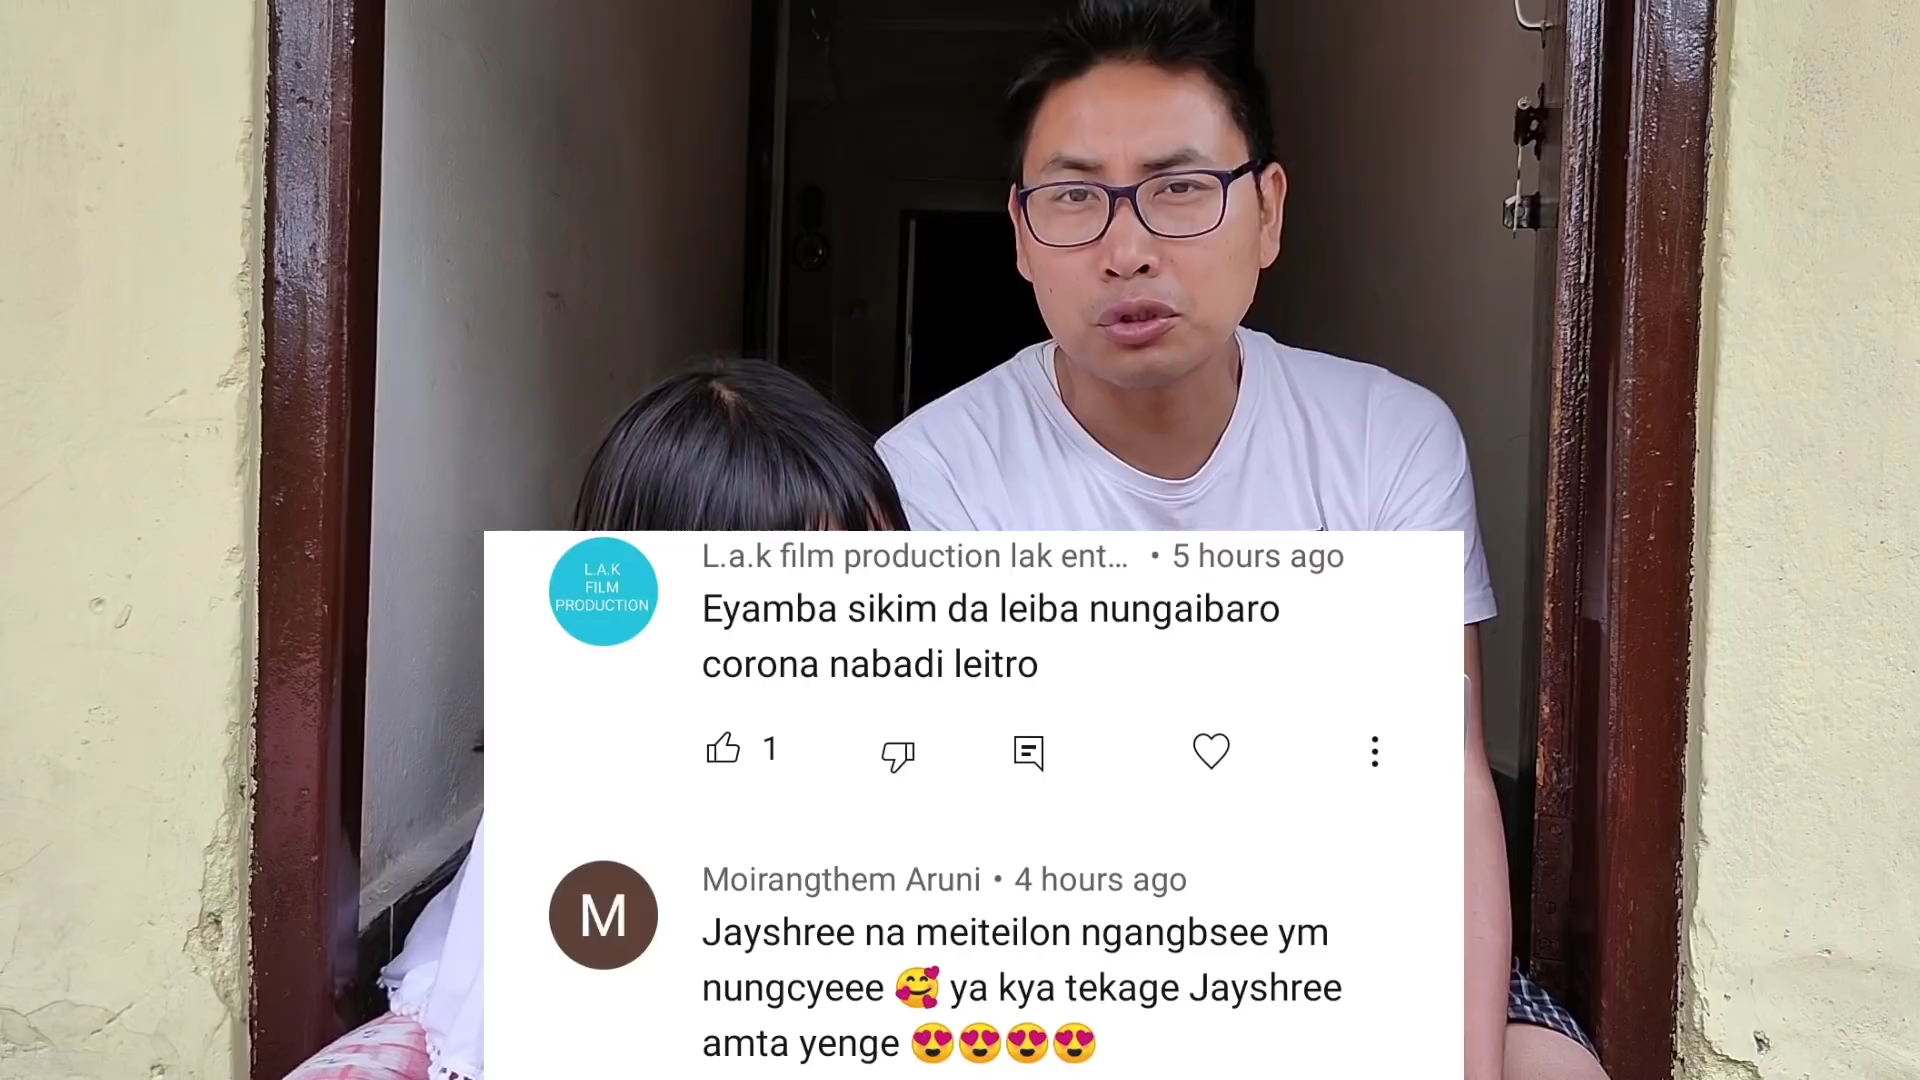 L.A.K
FILM
PRODUCTION
L.a.k film production lak ent... • 5 hours ago
Eyamba sikim da leiba nungaibaro
corona nabadi leitro
1
M
Moirangthem Aruni • 4 hours ago
Jayshree na meiteilon ngangbsee ym
nungcyeee 🥰 ya kya tekage Jayshree
amta yenge 😍😍😍😍